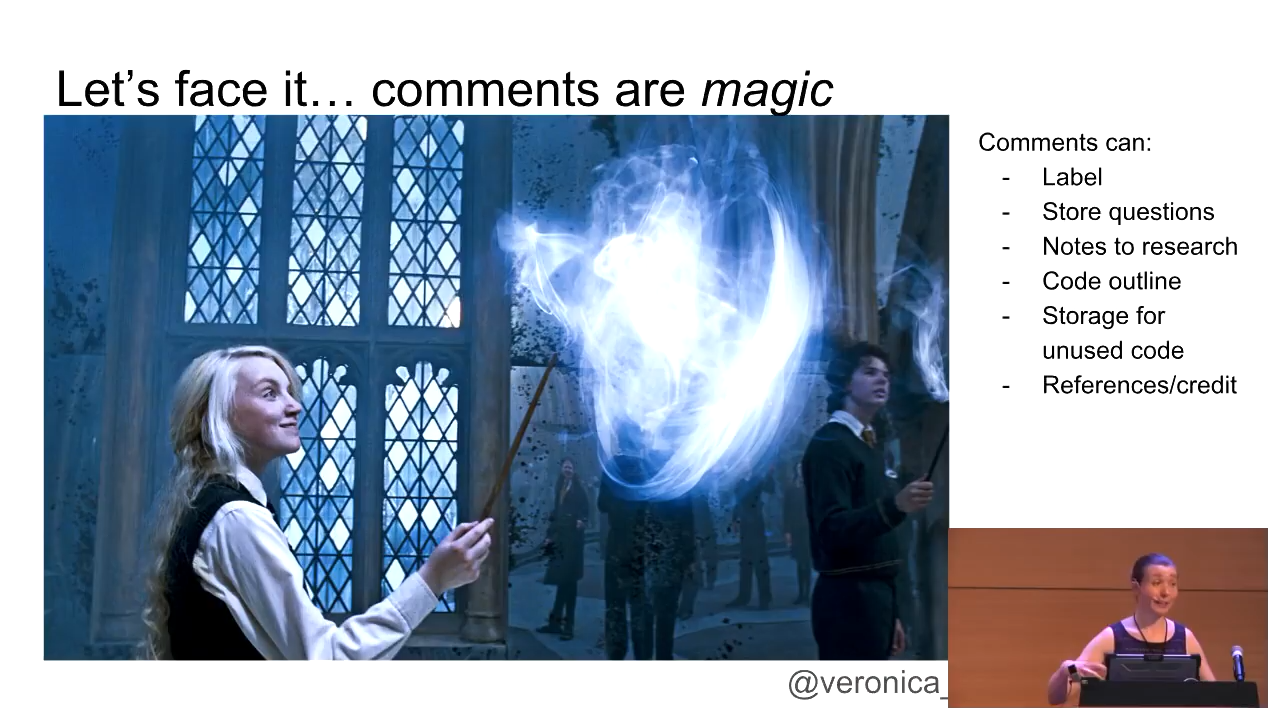 Let's face it… comments are magic
Comments can:
- Label
- Store questions
- Notes to research
- Code outline
- Storage for
unused code
- References/credit
@veronica_